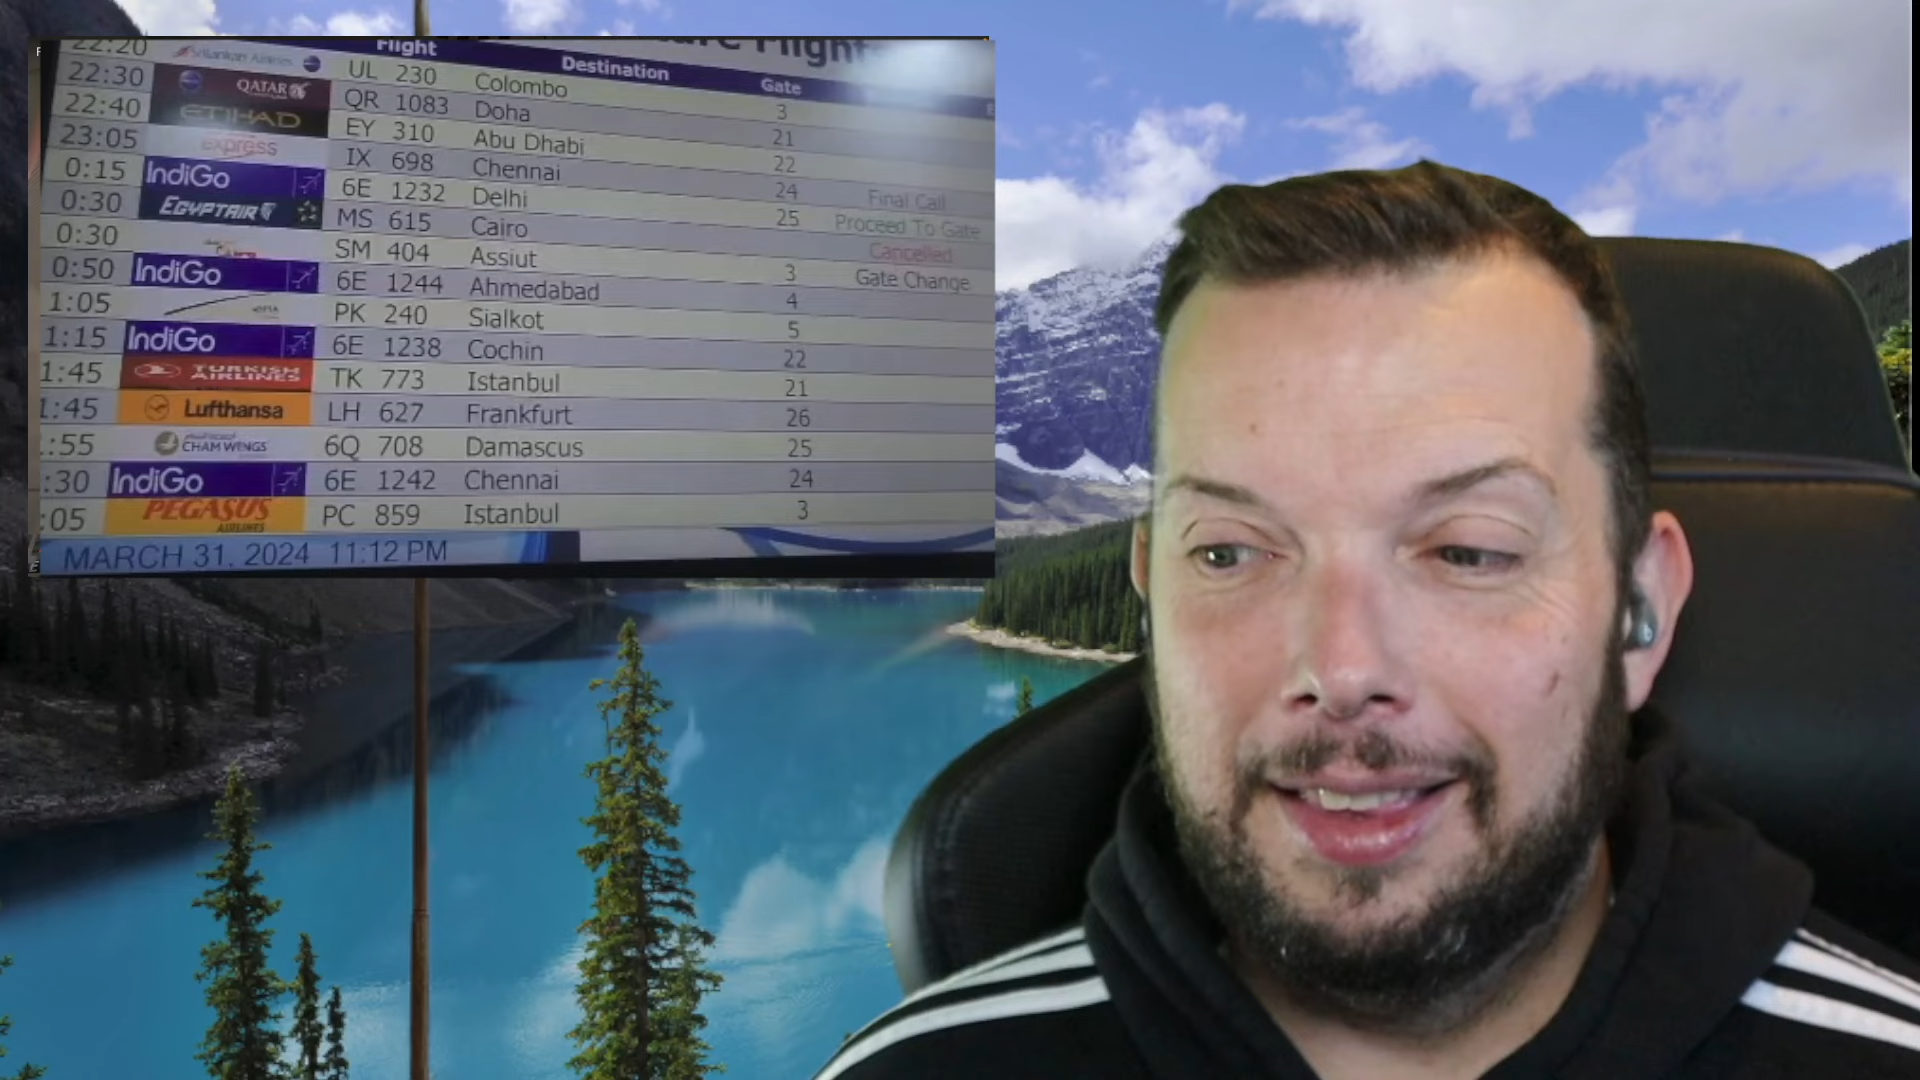 Flight
Flight Destination Gate
22:20 SriLankan Airlines UL 230 Colombo 3
22:30 QATAR QR 1083 Doha 21
22:40 ETIHAD EY 310 Abu Dhabi 22
23:05 express IX 698 Chennai 24 Final Call
0:15 IndiGo 6E 1232 Delhi 25 Proceed To Gate
0:30 EGYPTAIR MS 615 Cairo Cancelled
0:30 SM 404 Assiut 3 Gate Change
0:50 IndiGo 6E 1244 Ahmedabad 4
1:05 PK 240 Sialkot 5
1:15 IndiGo 6E 1238 Cochin 22
1:45 TURKISH AIRLINES TK 773 Istanbul 21
1:45 Lufthansa LH 627 Frankfurt 26
:55 CHAM WINGS 6Q 708 Damascus 25
:30 IndiGo 6E 1242 Chennai 24
:05 PEGASUS AIRLINES PC 859 Istanbul 3
MARCH 31, 2024 11:12 PM